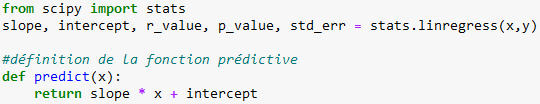 from scipy import stats
slope, intercept, r_value, p_value, std_err = stats.linregress(x,y)
#définition de la fonction prédictive
def predict(x):
    return slope * x + intercept